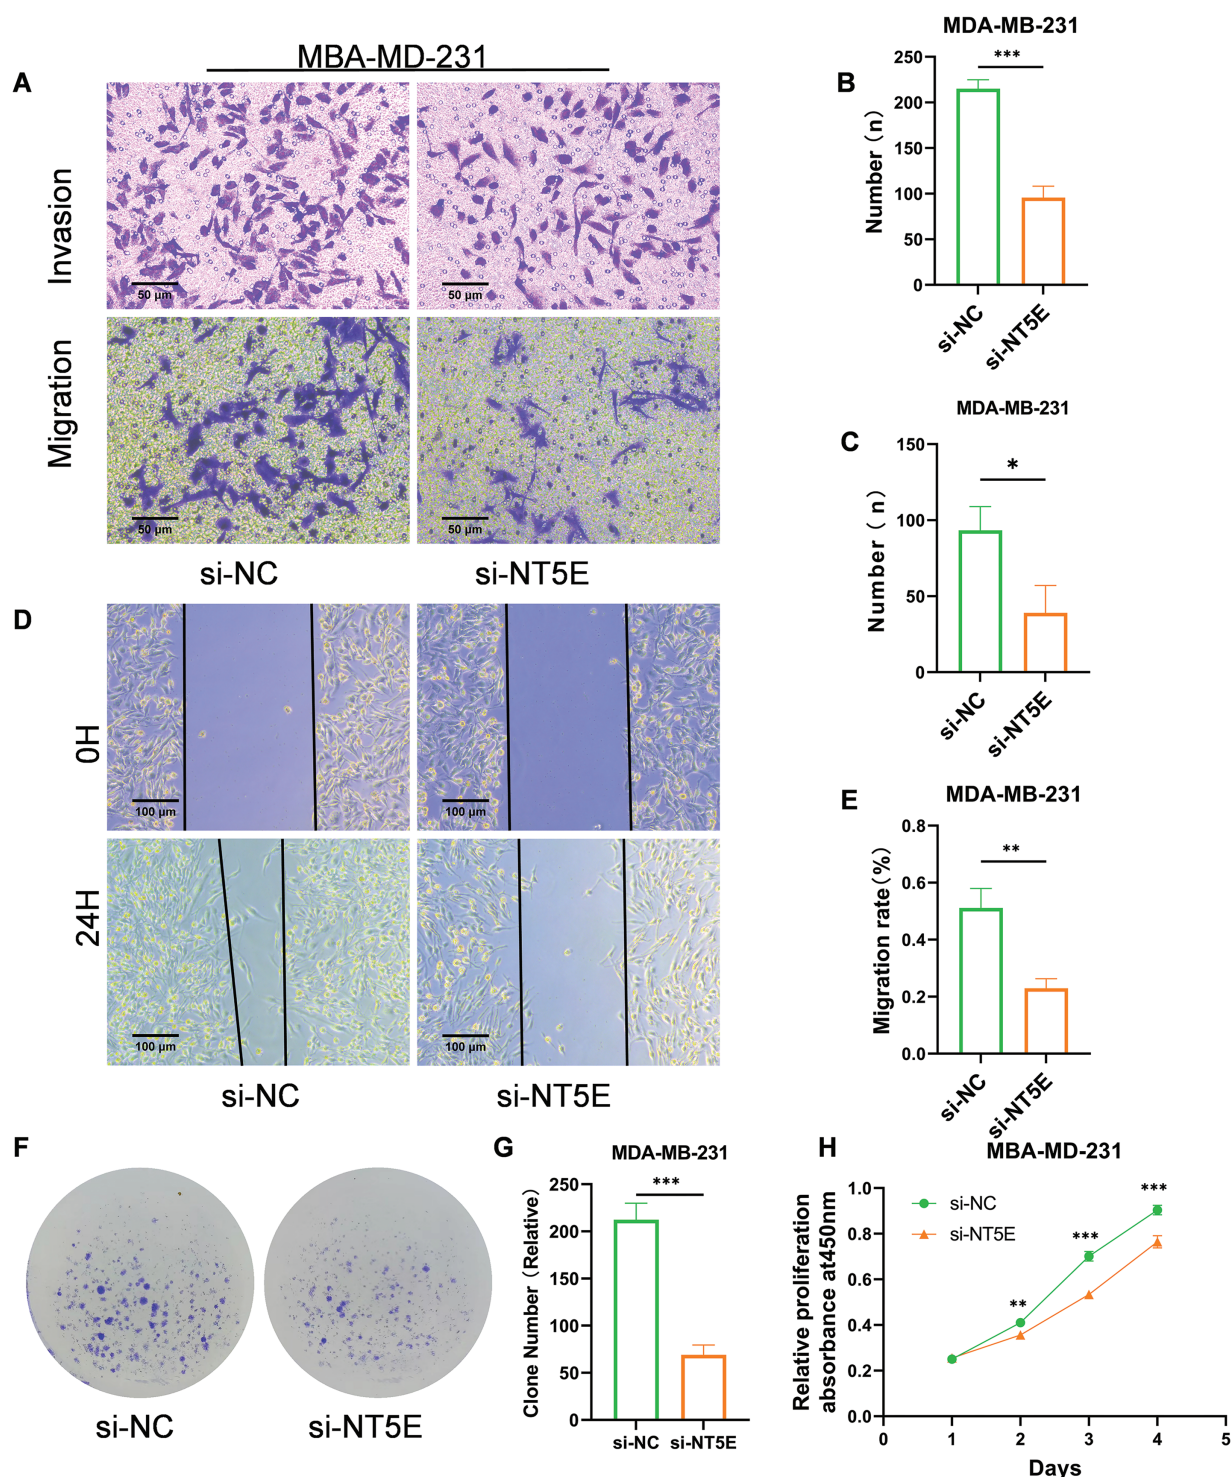 MBA-MD-231
A
Invasion
50 μm
50 μm
Migration
50 μm
50 μm
si-NC
si-NT5E
B
MDA-MB-231
***
Number (n)
250
200
150
100
50
0
si-NC
si-NT5E
C
MDA-MB-231
*
Number ( n)
150
100
50
0
si-NC
si-NT5E
D
0H
100 μm
100 μm
24H
100 μm
100 μm
si-NC
si-NT5E
E
MDA-MB-231
**
Migration rate(%)
0.8
0.6
0.4
0.2
0.0
si-NC
si-NT5E
F
si-NC
si-NT5E
G
MDA-MB-231
***
Clone Number (Relative)
250
200
150
100
50
0
si-NC
si-NT5E
H
MBA-MD-231
si-NC
si-NT5E
**
***
***
Relative proliferation
absorbance at450nm
1.0
0.8
0.6
0.4
0.2
0.0
0
1
2
3
4
5
Days